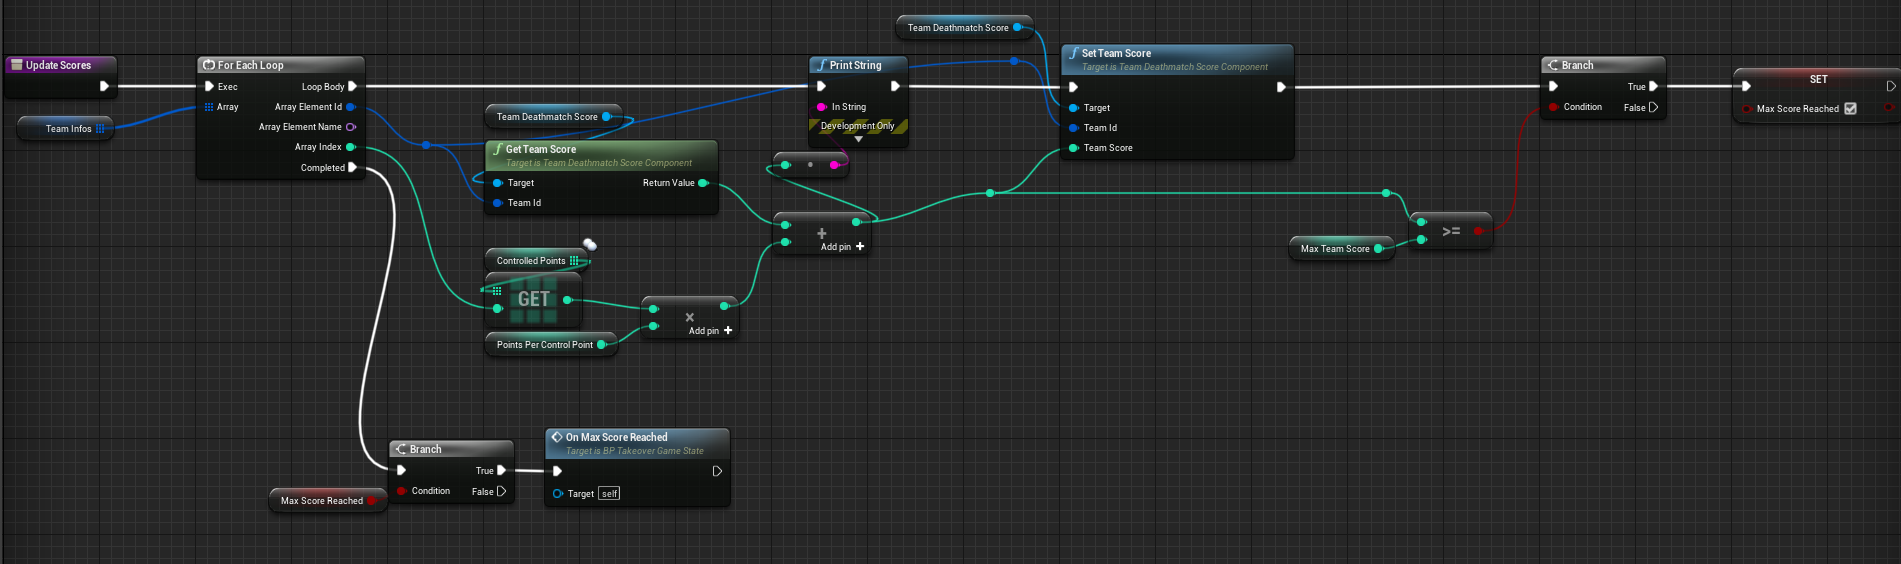 Update Scores
Team Infos
For Each Loop
Exec
Loop Body
Array
Array Element Id
Array Element Name
Array Index
Completed
Team Deathmatch Score
Get Team Score
Target is Team Deathmatch Score Component
Target
Return Value
Team Id
Controlled Points
GET
Points Per Control Point
×
Add pin +
+
Add pin +
Print String
In String
Development Only
Team Deathmatch Score
Set Team Score
Target is Team Deathmatch Score Component
Target
Team Id
Team Score
Max Team Score
>=
Branch
True
Condition
False
SET
Max Score Reached
Max Score Reached
Branch
True
Condition
False
On Max Score Reached
Target is BP Takeover Game State
Target self